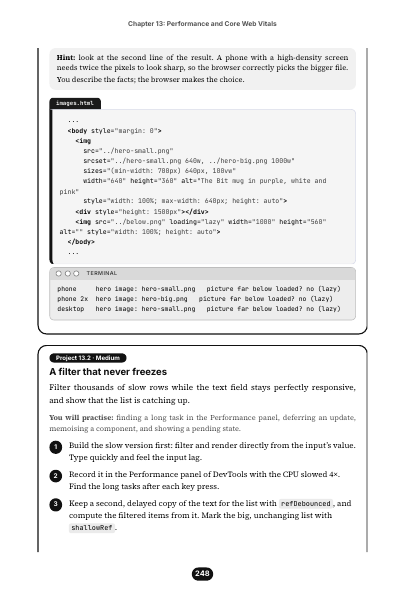 Chapter 13: Performance and Core Web Vitals
Hint: look at the second line of the result. A phone with a high-density screen
needs twice the pixels to look sharp, so the browser correctly picks the bigger file.
You describe the facts; the browser makes the choice.
images.html
...
<body style="margin: 0">
<img
src="../hero-small.png"
srcset="../hero-small.png 640w, ../hero-big.png 1000w"
sizes="(min-width: 700px) 640px, 100vw"
width="640" height="360" alt="The Bit mug in purple, white and
pink"
style="width: 100%; max-width: 640px; height: auto">
<div style="height: 1500px"></div>
<img src="../below.png" loading="lazy" width="1000" height="560"
alt="" style="width: 100%; height: auto">
</body>
...
TERMINAL
phone hero image: hero-small.png picture far below loaded? no (lazy)
phone 2x hero image: hero-big.png picture far below loaded? no (lazy)
desktop hero image: hero-small.png picture far below loaded? no (lazy)
Project 13.2 · Medium
A filter that never freezes
Filter thousands of slow rows while the text field stays perfectly responsive,
and show that the list is catching up.
You will practise: finding a long task in the Performance panel, deferring an update,
memoising a component, and showing a pending state.
1 Build the slow version first: filter and render directly from the input's value.
Type quickly and feel the input lag.
2 Record it in the Performance panel of DevTools with the CPU slowed 4×.
Find the long tasks after each key press.
3 Keep a second, delayed copy of the text for the list with refDebounced, and
compute the filtered items from it. Mark the big, unchanging list with
shallowRef.
248